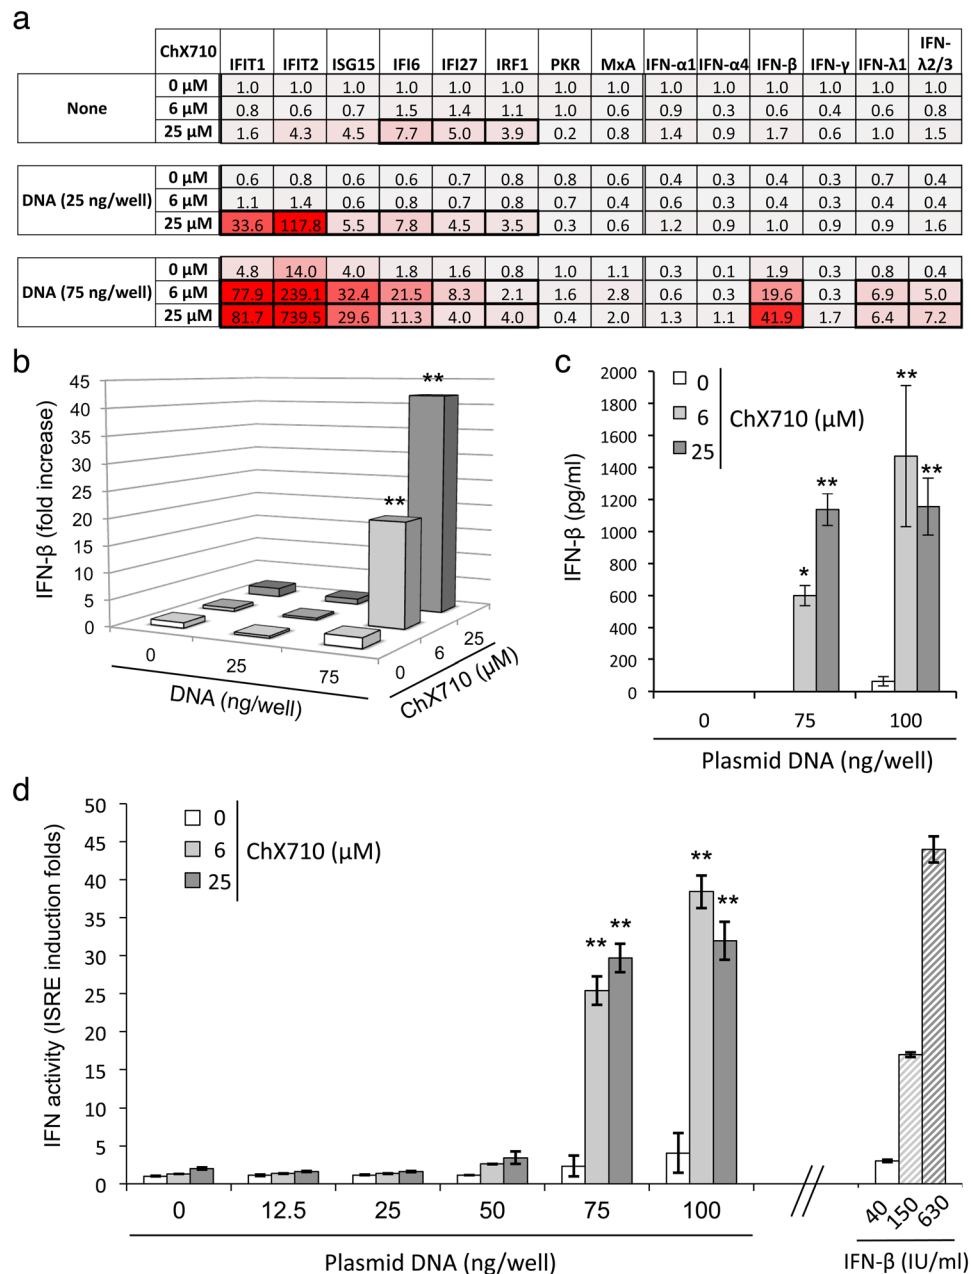 a
ChX710 IFIT1 IFIT2 ISG15 IFI6 IFI27 IRF1 PKR MxA IFN-α1 IFN-α4 IFN-β IFN-γ IFN-λ1 IFN-λ2/3
None
0 µM 1.0 1.0 1.0 1.0 1.0 1.0 1.0 1.0 1.0 1.0 1.0 1.0 1.0 1.0
6 µM 0.8 0.6 0.7 1.5 1.4 1.1 1.0 0.6 0.9 0.3 0.6 0.4 0.6 0.8
25 µM 1.6 4.3 4.5 7.7 5.0 3.9 0.2 0.8 1.4 0.9 1.7 0.6 1.0 1.5
DNA (25 ng/well)
0 µM 0.6 0.8 0.6 0.6 0.7 0.8 0.8 0.6 0.4 0.3 0.4 0.3 0.7 0.4
6 µM 1.1 1.4 0.6 0.8 0.7 0.8 0.7 0.4 0.6 0.3 0.4 0.3 0.4 0.4
25 µM 33.6 117.8 5.5 7.8 4.5 3.5 0.3 0.6 1.2 0.9 1.0 0.9 0.9 1.6
DNA (75 ng/well)
0 µM 4.8 14.0 4.0 1.8 1.6 0.8 1.0 1.1 0.3 0.1 1.9 0.3 0.8 0.4
6 µM 77.9 239.1 32.4 21.5 8.3 2.1 1.6 2.8 0.6 0.3 19.6 0.3 6.9 5.0
25 µM 81.7 739.5 29.6 11.3 4.0 4.0 0.4 2.0 1.3 1.1 41.9 1.7 6.4 7.2
b
IFN-β (fold increase)
45
40
35
30
25
20
15
10
5
0
**
**
0 25 75
DNA (ng/well)
0 6 25
ChX710 (µM)
c
IFN-β (pg/ml)
2000
1800
1600
1400
1200
1000
800
600
400
200
0
0
6
25
ChX710 (µM)
* ** ** **
0 75 100
Plasmid DNA (ng/well)
d
IFN activity (ISRE induction folds)
50
45
40
35
30
25
20
15
10
5
0
0
6
25
ChX710 (µM)
** ** ** **
0 12.5 25 50 75 100
Plasmid DNA (ng/well)
40 150 630
IFN-β (IU/ml)